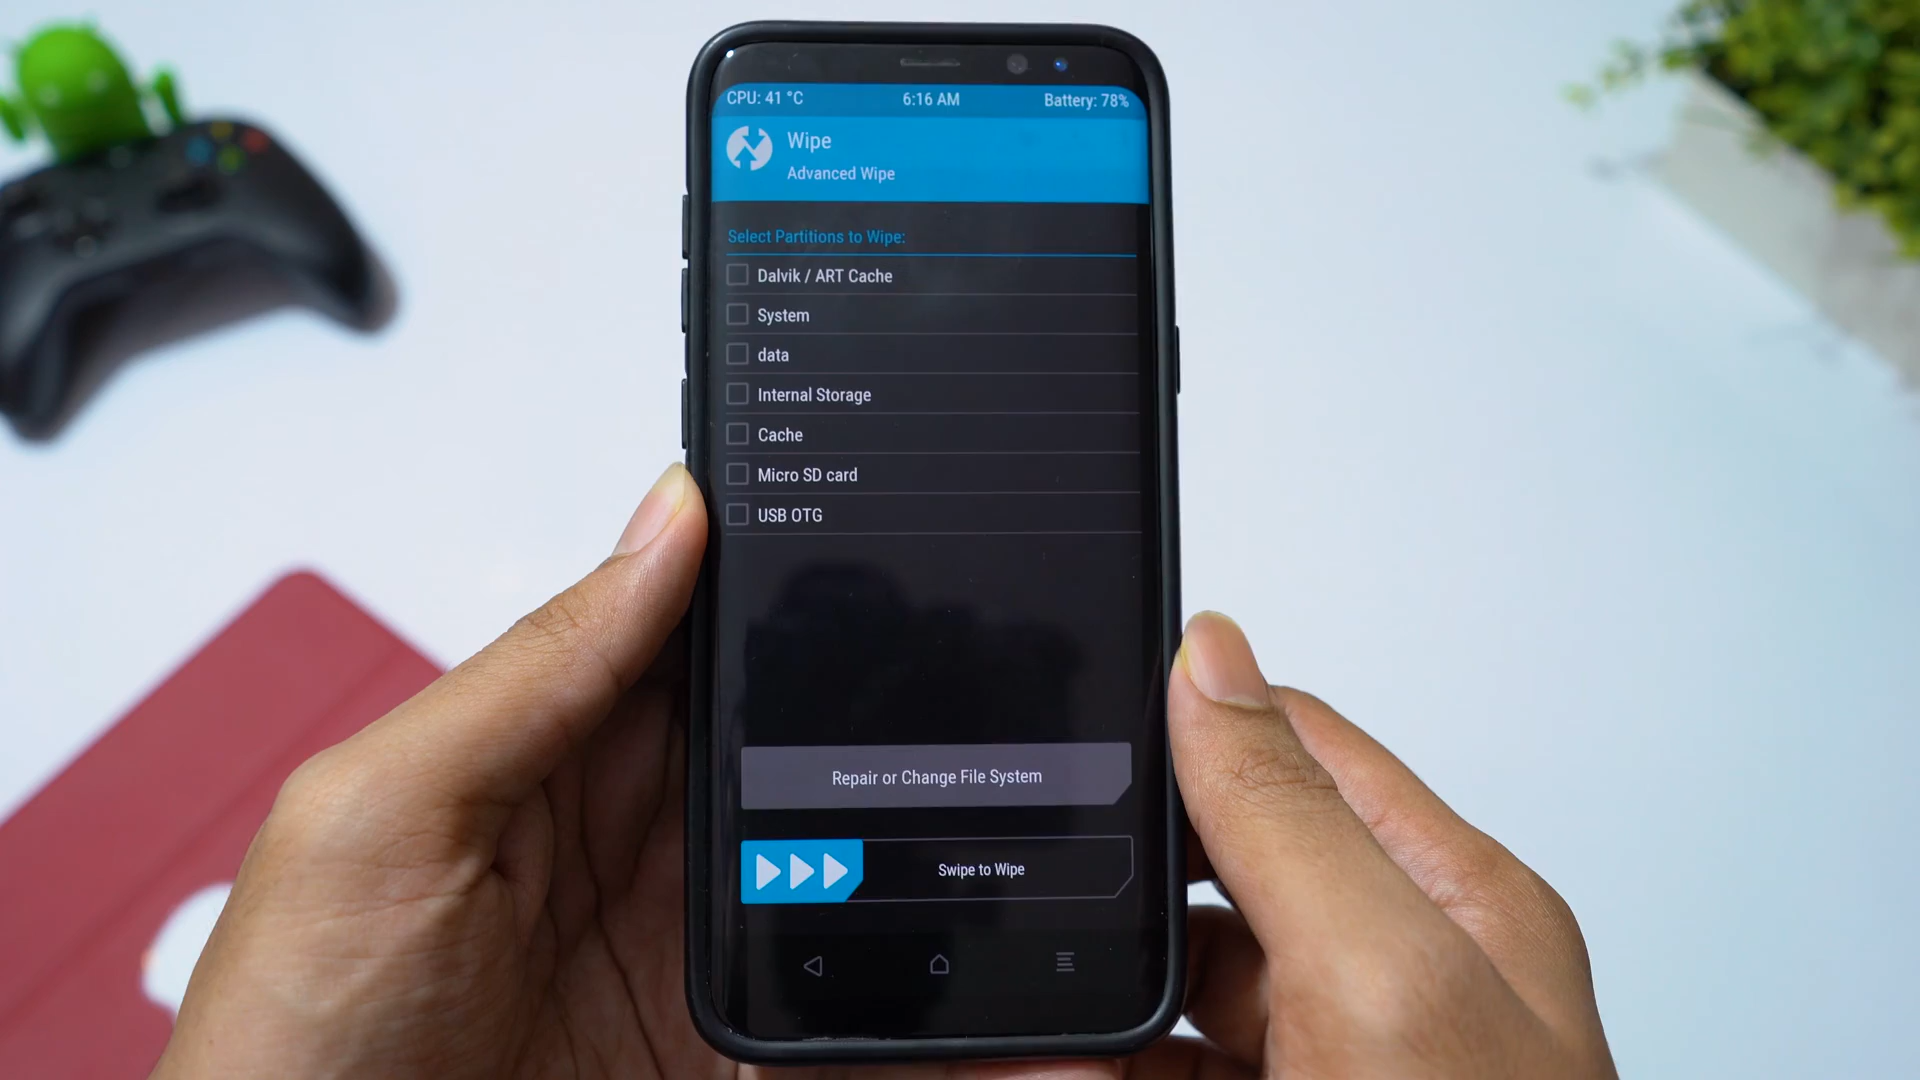 CPU: 41 °C 6:16 AM Battery: 78%
Wipe
Advanced Wipe
Select Partitions to Wipe:
Dalvik / ART Cache
System
data
Internal Storage
Cache
Micro SD card
USB OTG
Repair or Change File System
Swipe to Wipe